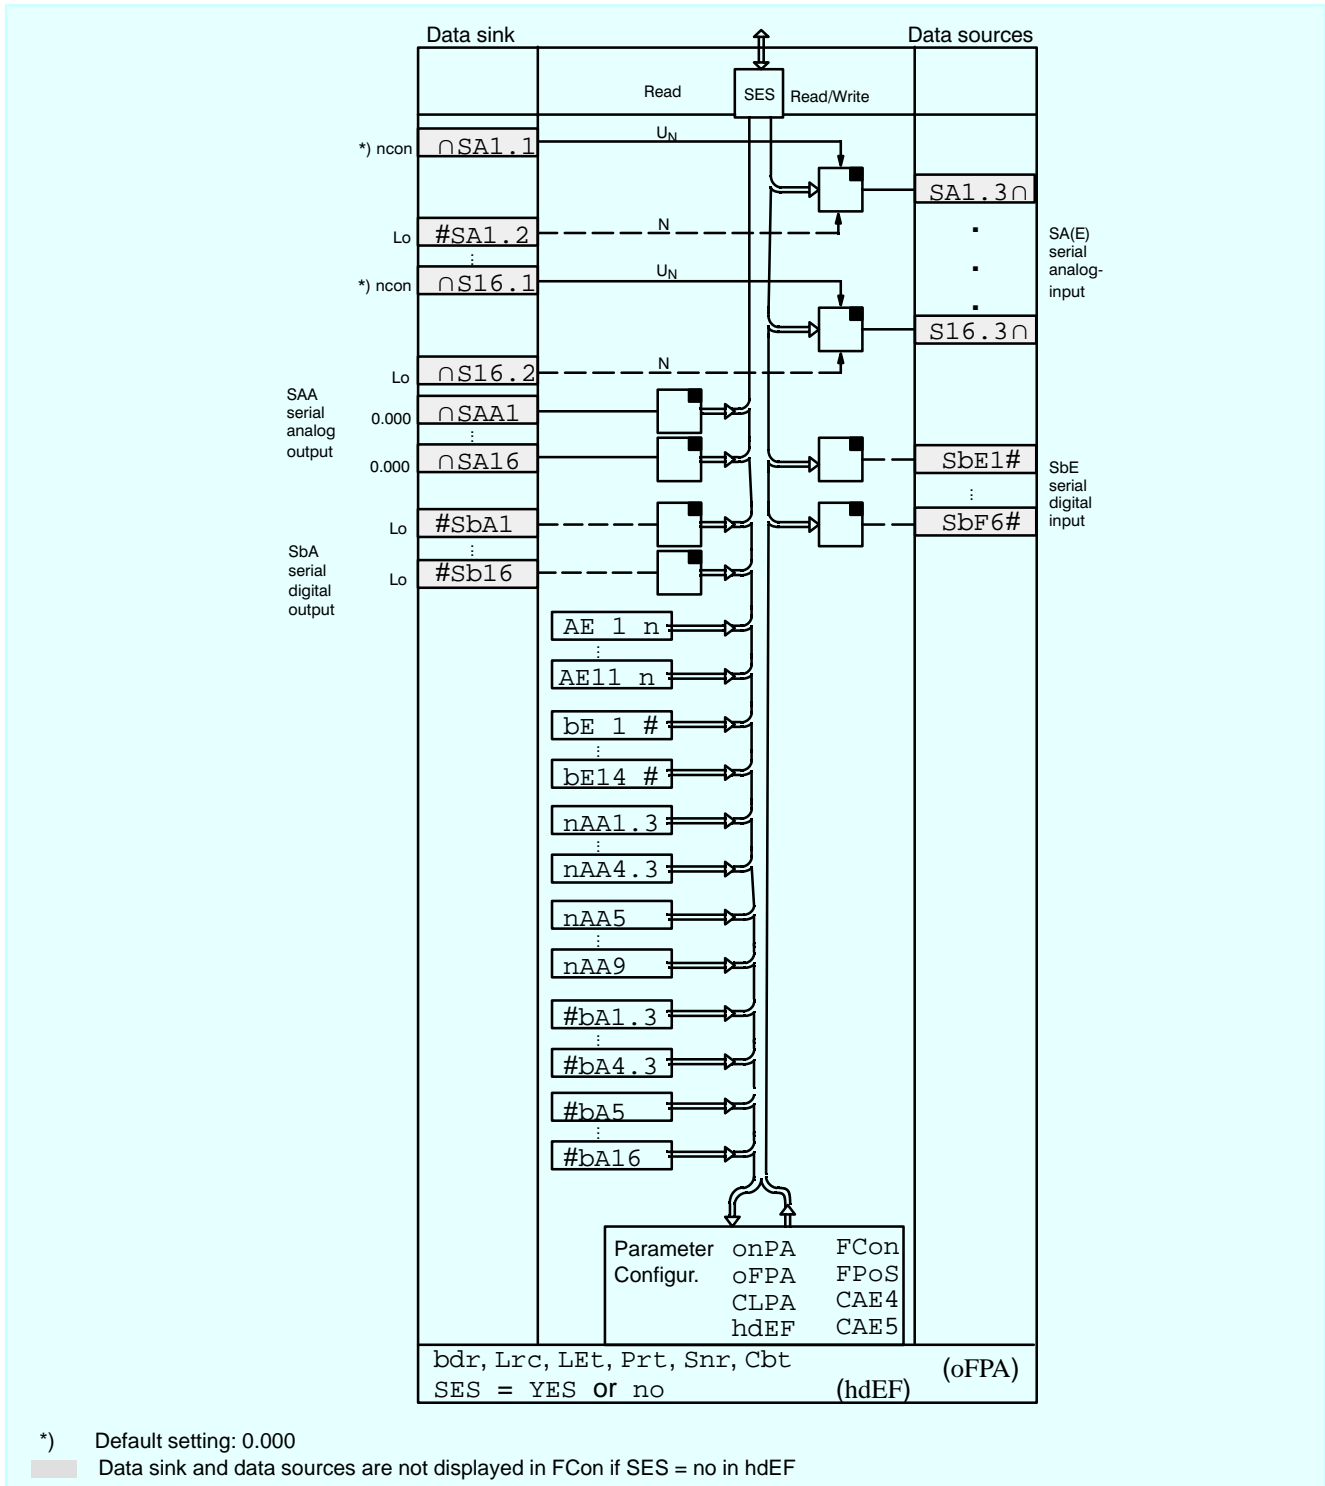 Data sink
Data sources
Read
SES
Read/Write
*) ncon
∩SA1.1
UN
SA1.3∩
Lo
#SA1.2
N
SA(E)
serial
analog-
input
*) ncon
∩S16.1
UN
S16.3∩
Lo
∩S16.2
N
SAA
serial
analog
output
0.000
∩SAA1
0.000
∩SA16
SbE1#
SbE
serial
digital
input
SbF6#
Lo
#SbA1
SbA
serial
digital
output
Lo
#Sb16
AE 1 n
AE11 n
bE 1 #
bE14 #
nAA1.3
nAA4.3
nAA5
nAA9
#bA1.3
#bA4.3
#bA5
#bA16
Parameter onPA FCon
Configur. oFPA FPoS
CLPA CAE4
hdEF CAE5
bdr, Lrc, LEt, Prt, Snr, Cbt
(oFPA)
SES = YES or no (hdEF)
*) Default setting: 0.000
Data sink and data sources are not displayed in FCon if SES = no in hdEF